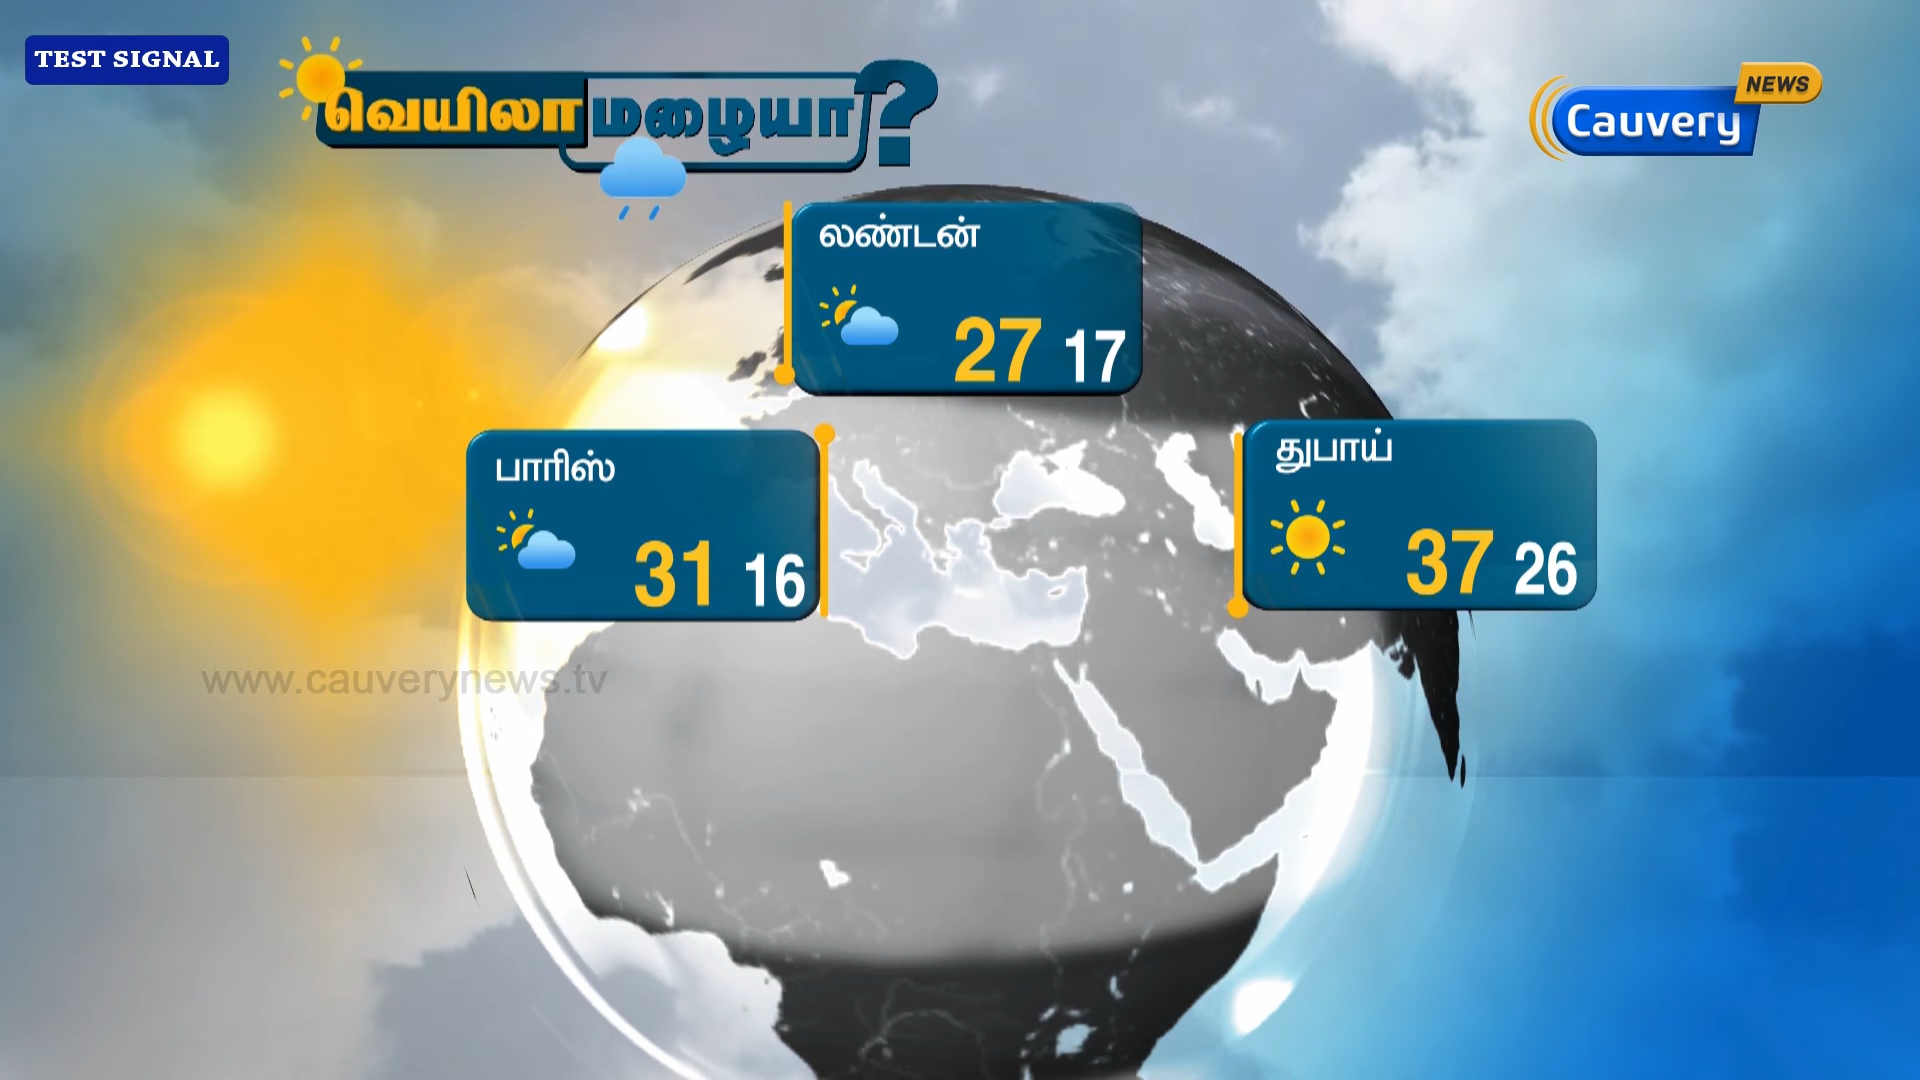 TEST SIGNAL
வெயிலா மழையா?
Cauvery NEWS
லண்டன்
27 17
பாரிஸ்
31 16
துபாய்
37 26
www.cauverynews.tv